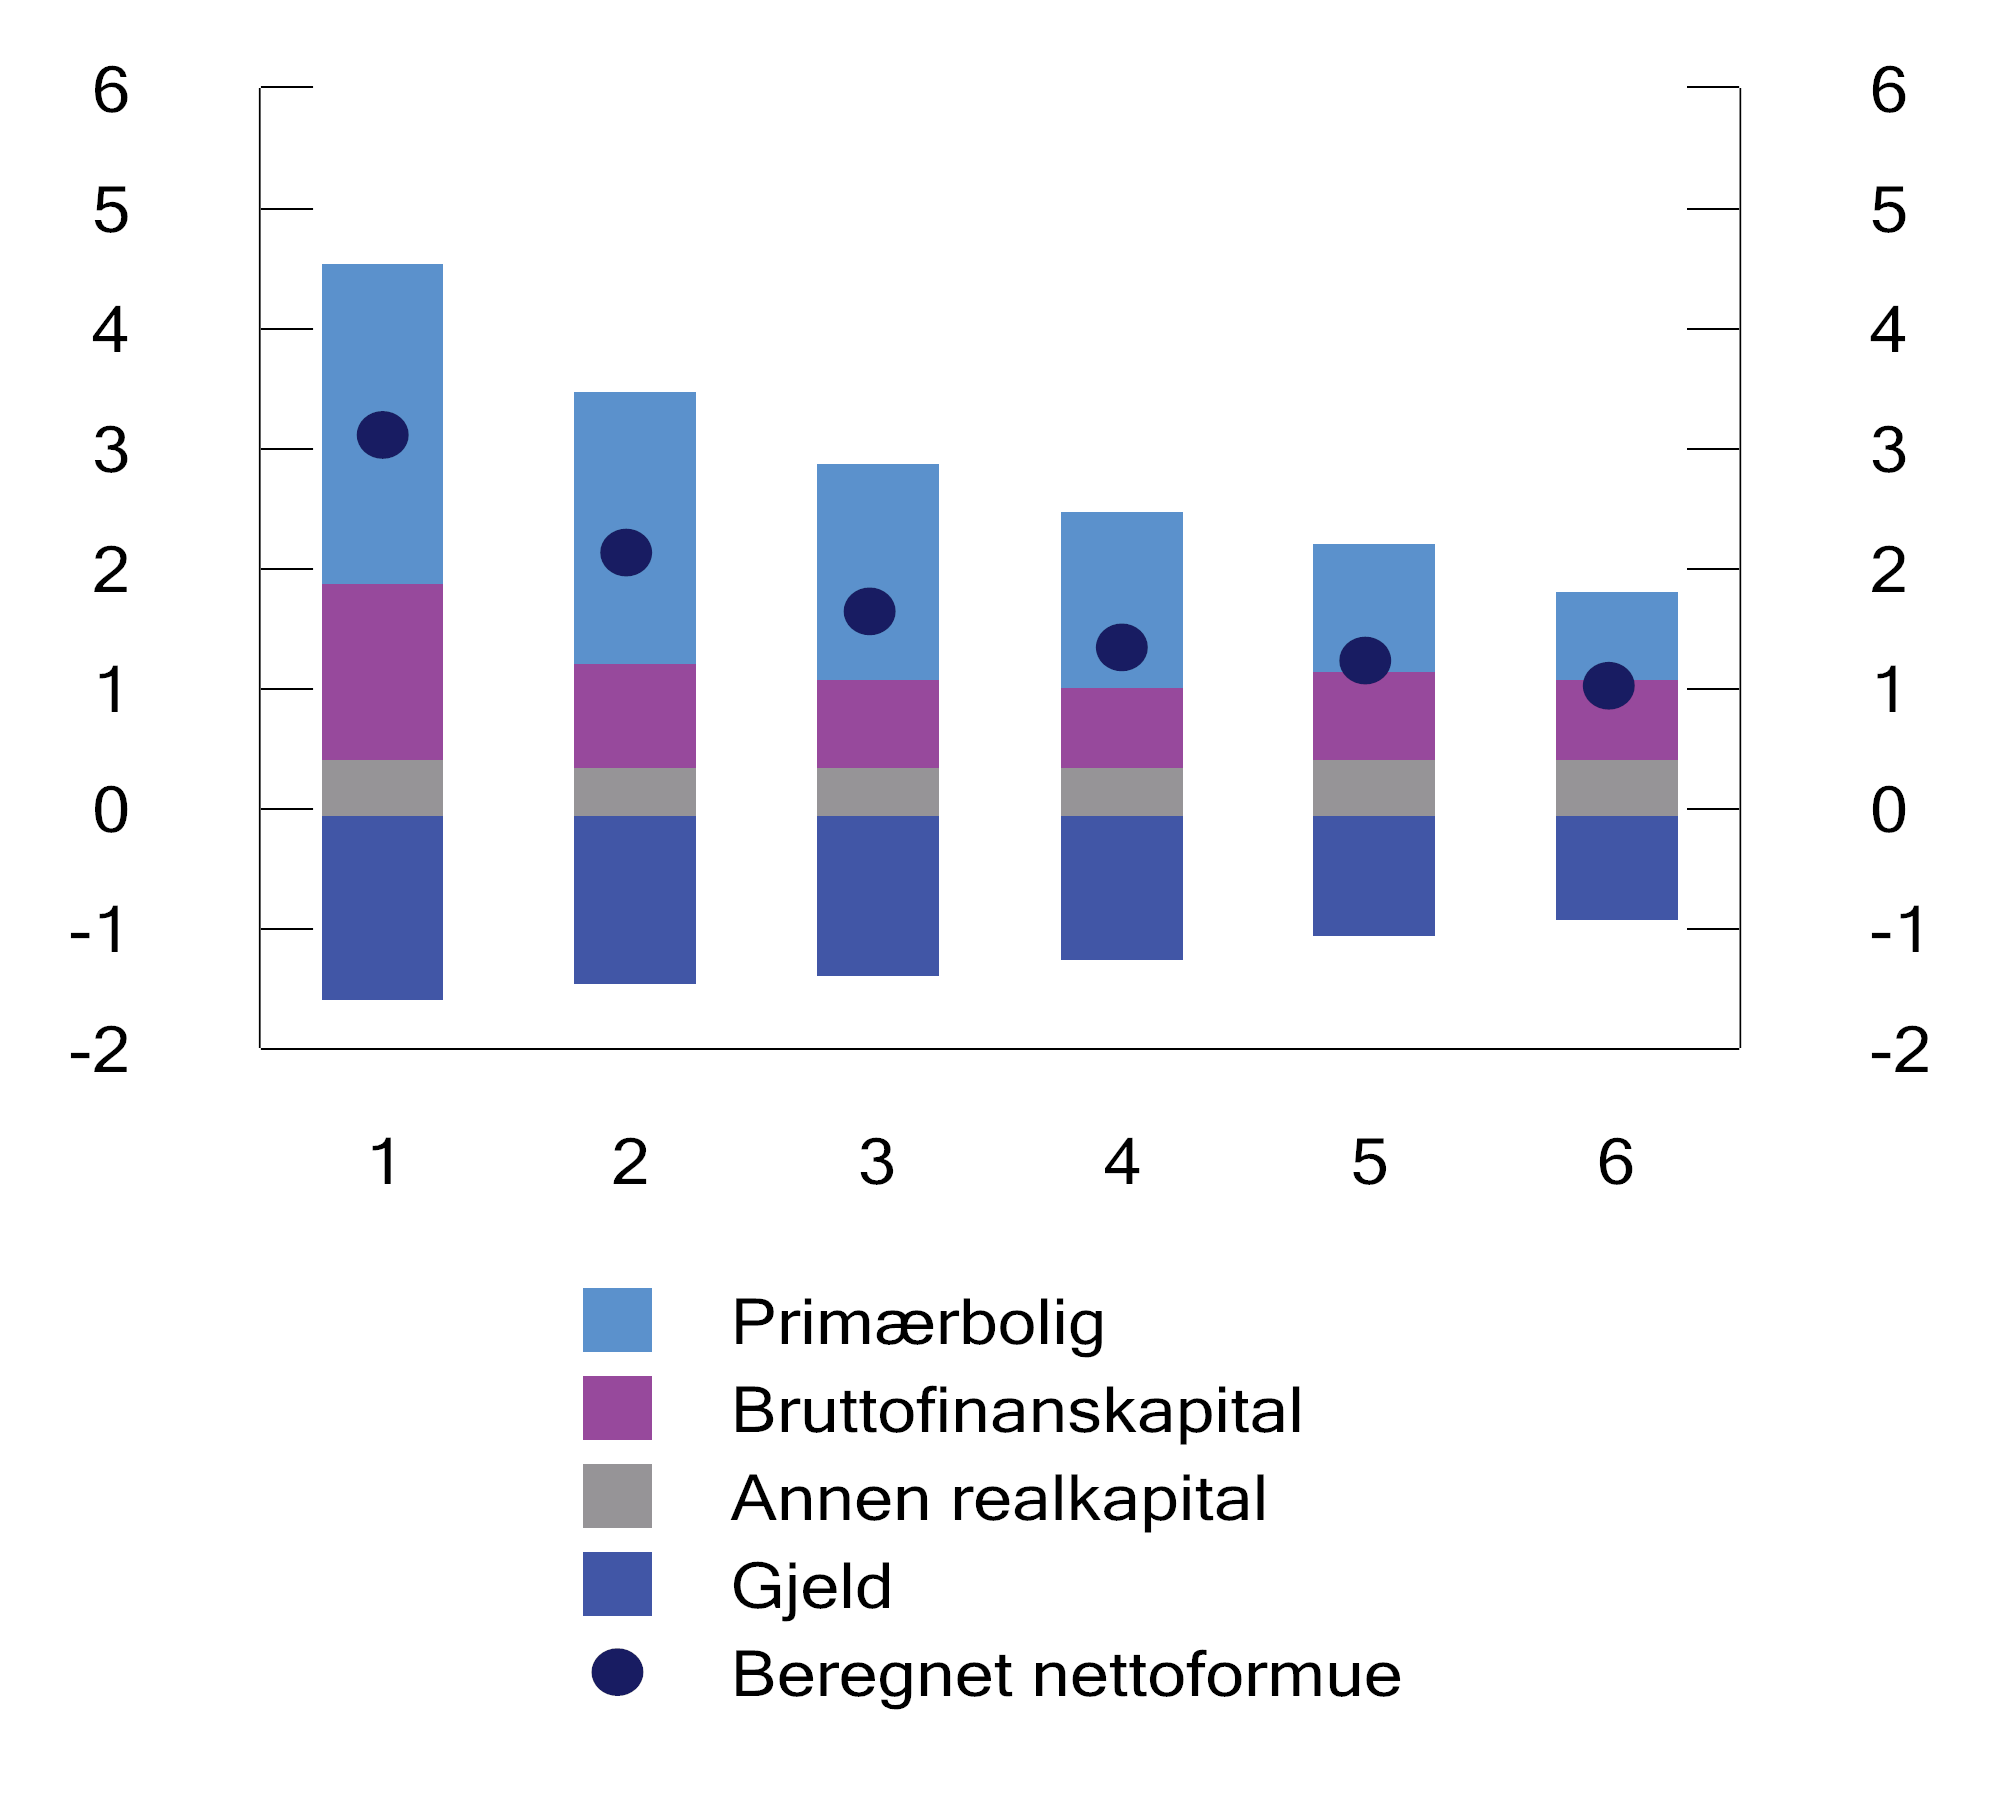 6 6
5 5
4 4
3 3
2 2
1 1
0 0
-1 -1
-2 -2
1 2 3 4 5 6
Primærbolig
Bruttofinanskapital
Annen realkapital
Gjeld
Beregnet nettoformue